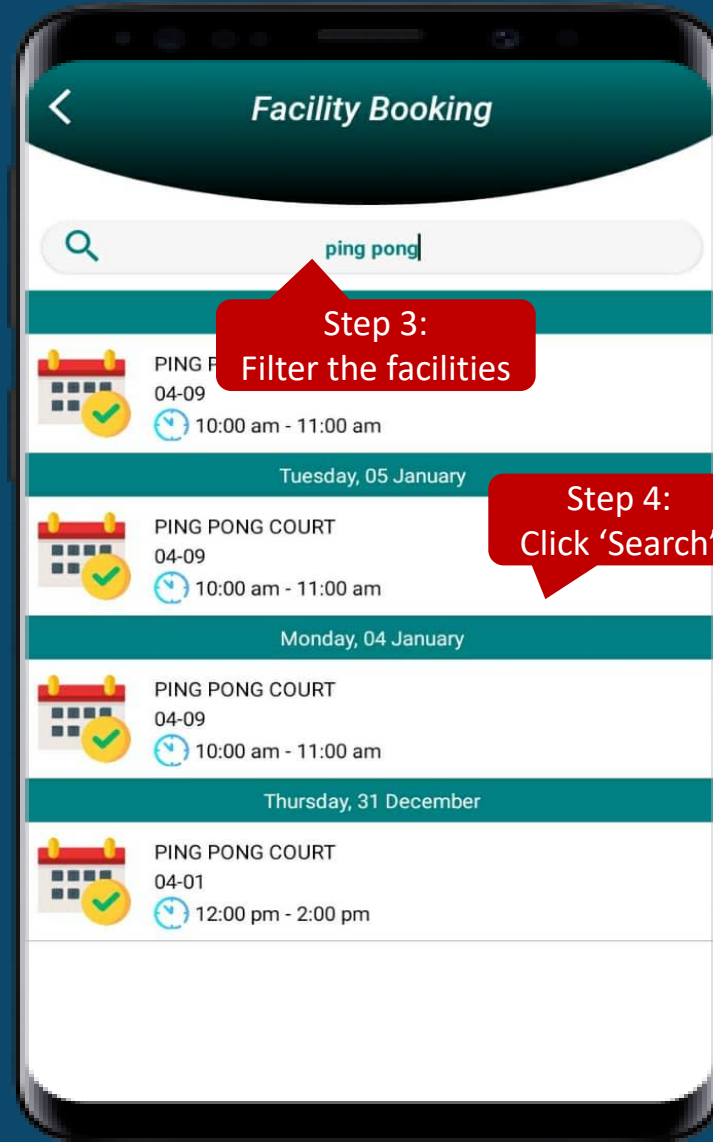 Facility Booking
ping pong
Step 3:
Filter the facilities
PING
04-09
10:00 am - 11:00 am
Tuesday, 05 January
Step 4:
Click ‘Search’
PING PONG COURT
04-09
10:00 am - 11:00 am
Monday, 04 January
PING PONG COURT
04-09
10:00 am - 11:00 am
Thursday, 31 December
PING PONG COURT
04-01
12:00 pm - 2:00 pm